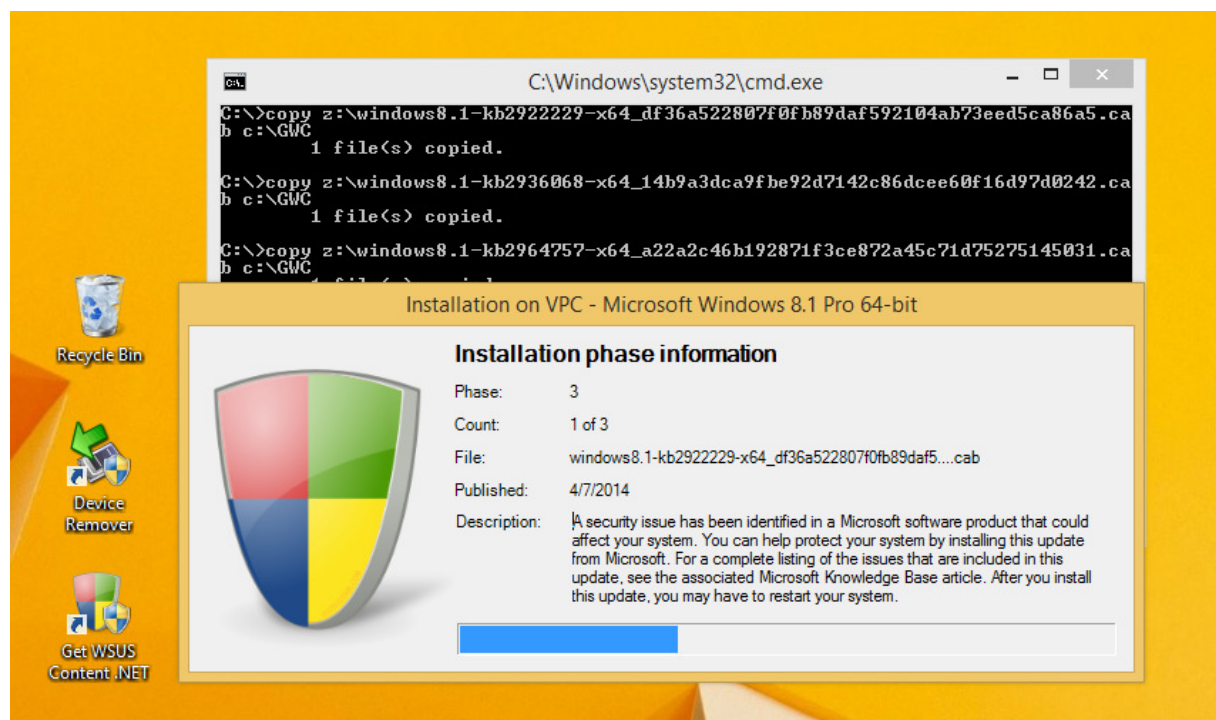 C:\Windows\system32\cmd.exe
C:\>copy z:\windows8.1-kb2922229-x64_df36a522807f0fb89daf592104ab73eed5ca86a5.ca
b c:\GWC
1 file(s) copied.
C:\>copy z:\windows8.1-kb2936068-x64_14b9a3dca9fbe92d7142c86dcee60f16d97d0242.ca
b c:\GWC
1 file(s) copied.
C:\>copy z:\windows8.1-kb2964757-x64_a22a2c46b192871f3ce872a45c71d75275145031.ca
b c:\GWC
Installation on VPC - Microsoft Windows 8.1 Pro 64-bit
Installation phase information
Phase: 3
Count: 1 of 3
File: windows8.1-kb2922229-x64_df36a522807f0fb89daf5....cab
Published: 4/7/2014
Description: A security issue has been identified in a Microsoft software product that could
affect your system. You can help protect your system by installing this update
from Microsoft. For a complete listing of the issues that are included in this
update, see the associated Microsoft Knowledge Base article. After you install
this update, you may have to restart your system.
Recycle Bin
Device
Remover
Get WSUS
Content .NET